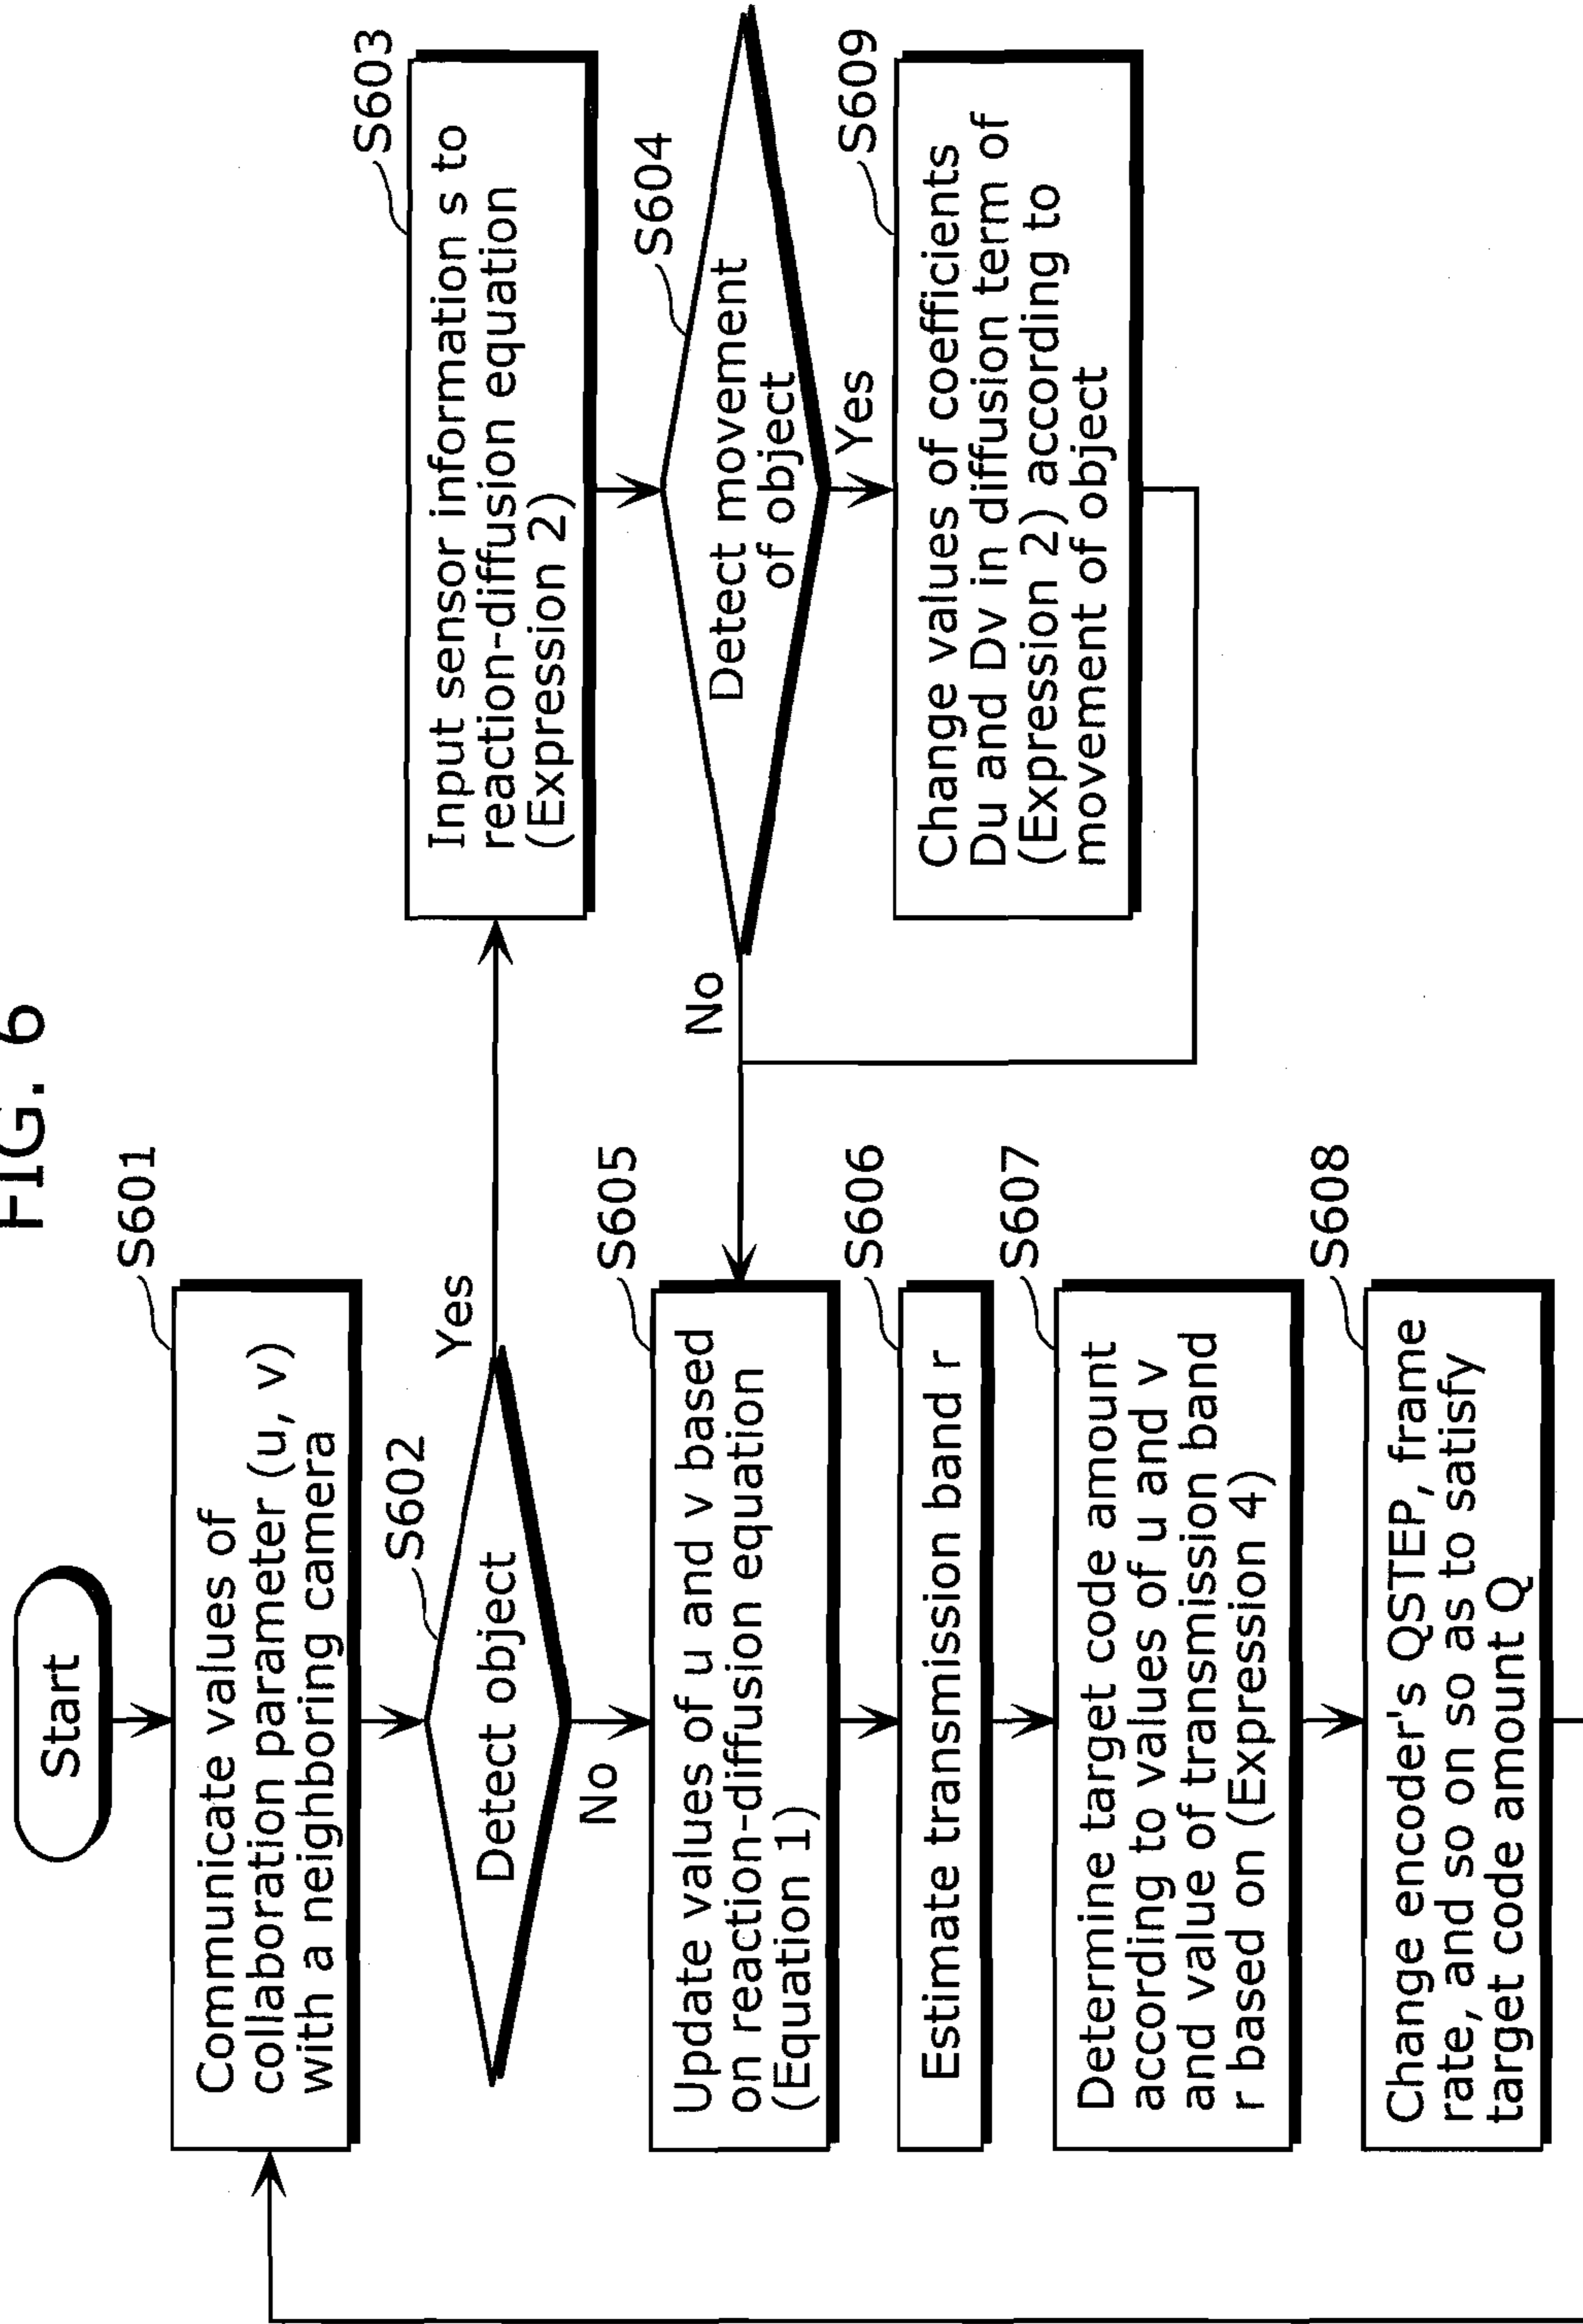 FIG. 6
Start
S601
Communicate values of
collaboration parameter (u, v)
with a neighboring camera
S602
Detect object
Yes
No
S603
Input sensor information s to
reaction-diffusion equation
(Expression 2)
S604
Detect movement
of object
No
Yes
S609
Change values of coefficients
Du and Dv in diffusion term of
(Expression 2) according to
movement of object
S605
Update values of u and v based
on reaction-diffusion equation
(Equation 1)
S606
Estimate transmission band r
S607
Determine target code amount
according to values of u and v
and value of transmission band
r based on (Expression 4)
S608
Change encoder's QSTEP, frame
rate, and so on so as to satisfy
target code amount Q